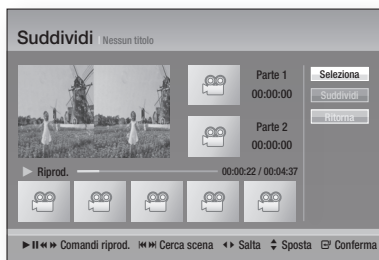 Suddividi Nessun titolo
Parte 1
00:00:00
Parte 2
00:00:00
Seleziona
Suddividi
Ritorna
Riprod. 00:00:22 / 00:04:37
Comandi riprod. Cerca scena Salta Sposta Conferma